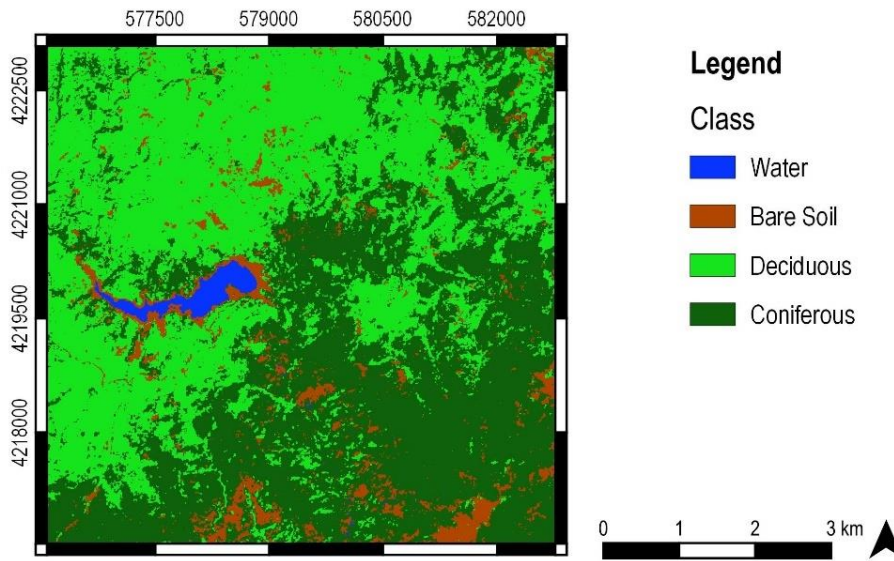 577500 579000 580500 582000
4222500
4221000
4219500
4218000
Legend
Class
Water
Bare Soil
Deciduous
Coniferous
0 1 2 3 km